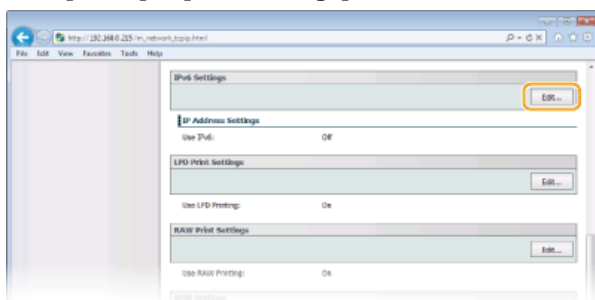 http://192.168.0.215/m_network_tcpip.html
File Edit View Favorites Tools Help
IPv6 Settings
Edit...
IP Address Settings
Use IPv6: Off
LPD Print Settings
Edit...
Use LPD Printing: On
RAW Print Settings
Edit...
Use RAW Printing: On
WSD Settings